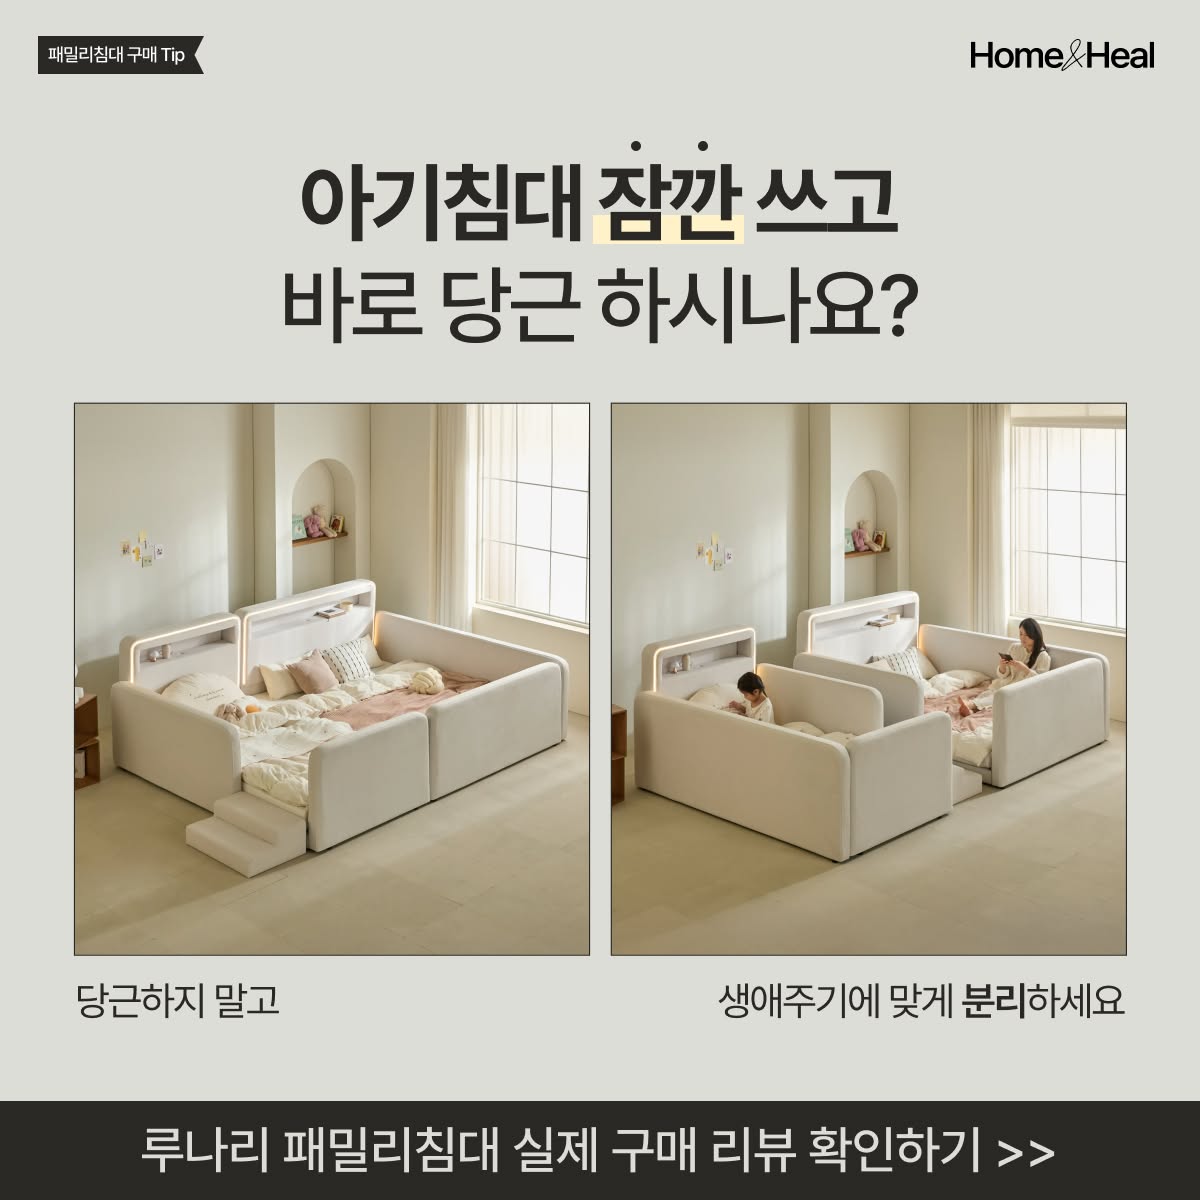 패밀리침대 구매 Tip
Home&Heal
아기침대 잠깐 쓰고
바로 당근 하시나요?
당근하지 말고
생애주기에 맞게 분리하세요
루나리 패밀리침대 실제 구매 리뷰 확인하기 >>